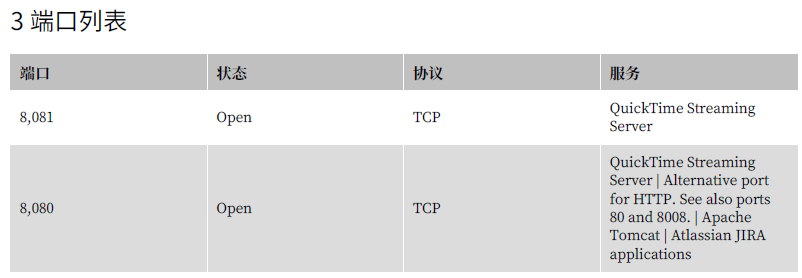 3 端口列表
端口 状态 协议 服务
8,081 Open TCP QuickTime Streaming
Server
8,080 Open TCP QuickTime Streaming
Server | Alternative port
for HTTP. See also ports
80 and 8008. | Apache
Tomcat | Atlassian JIRA
applications